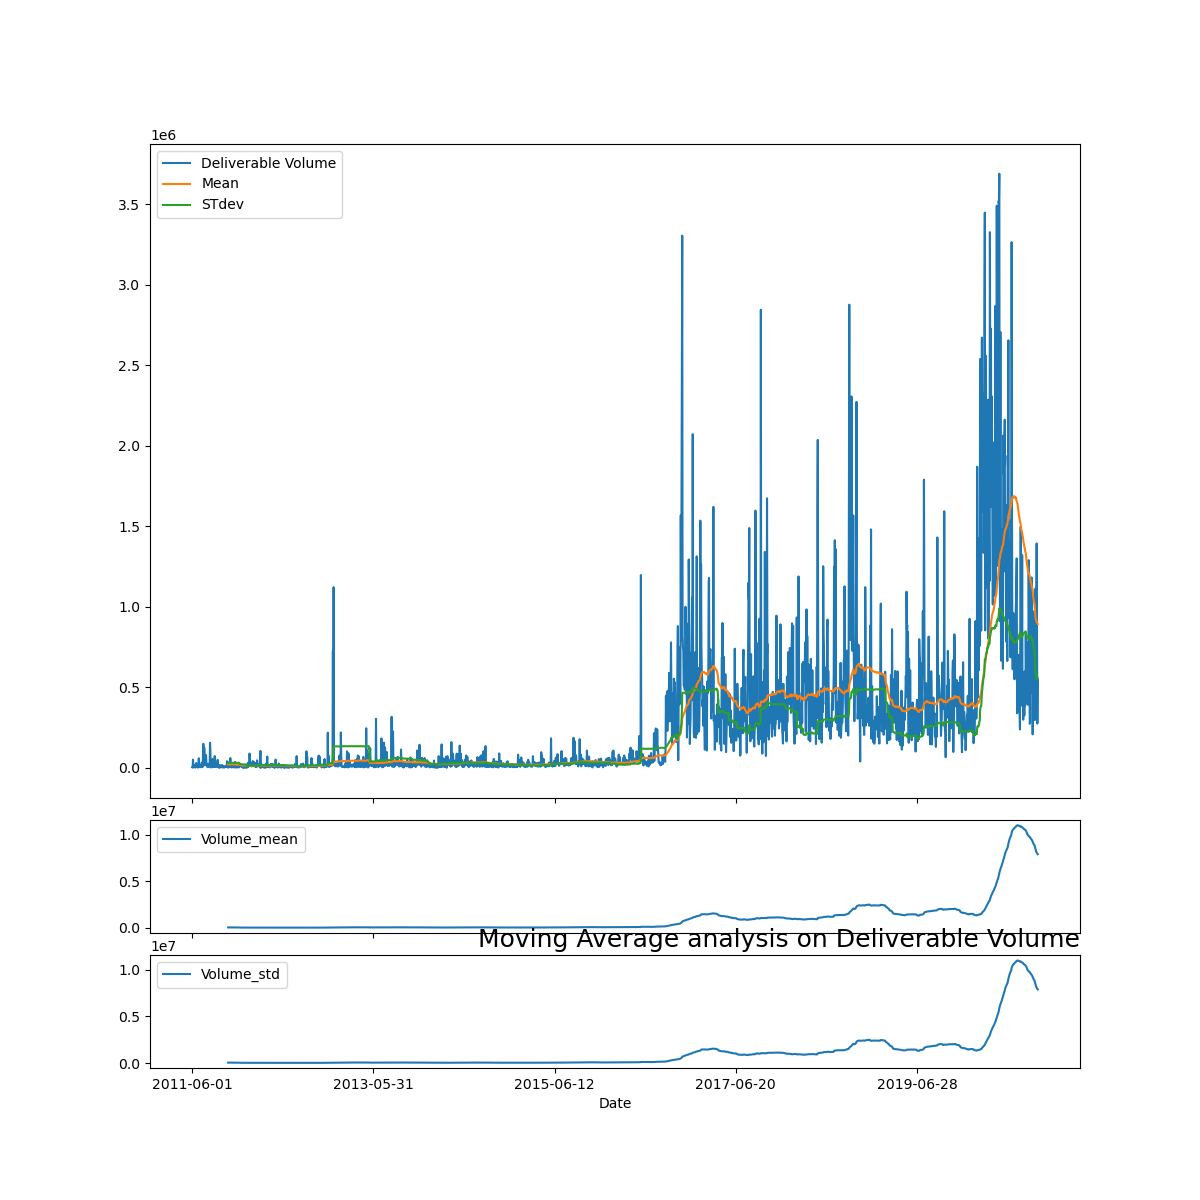 1e6
Deliverable Volume
Mean
STdev
3.5
3.0
2.5
2.0
1.5
1.0
0.5
0.0
1e7
Volume_mean
1.0
0.5
0.0
Moving Average analysis on Deliverable Volume
1e7
Volume_std
1.0
0.5
0.0
2011-06-01 2013-05-31 2015-06-12 2017-06-20 2019-06-28
Date